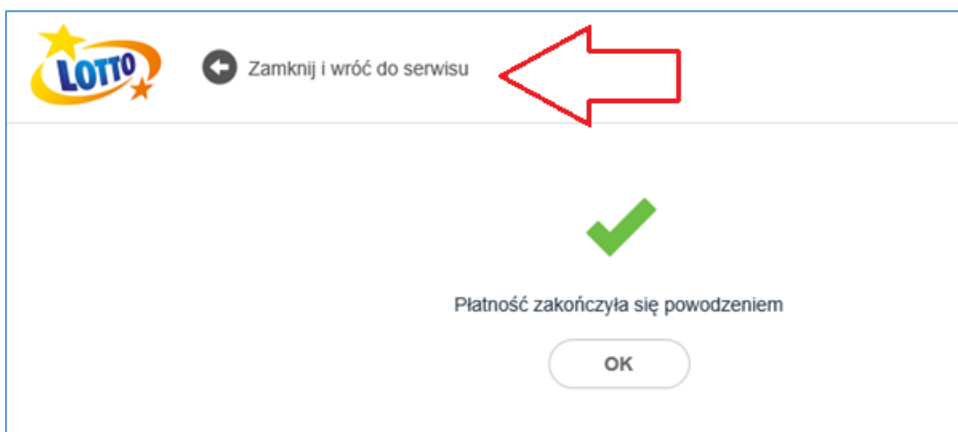 LOTTO
Zamknij i wróć do serwisu
Płatność zakończyła się powodzeniem
OK